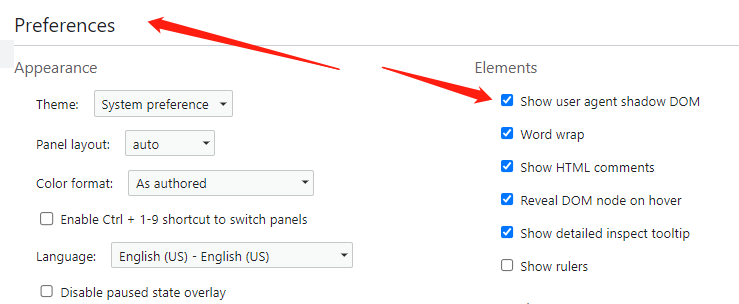 Preferences
Appearance
Theme: System preference
Panel layout: auto
Color format: As authored
Enable Ctrl + 1-9 shortcut to switch panels
Language: English (US) - English (US)
Disable paused state overlay
Elements
Show user agent shadow DOM
Word wrap
Show HTML comments
Reveal DOM node on hover
Show detailed inspect tooltip
Show rulers